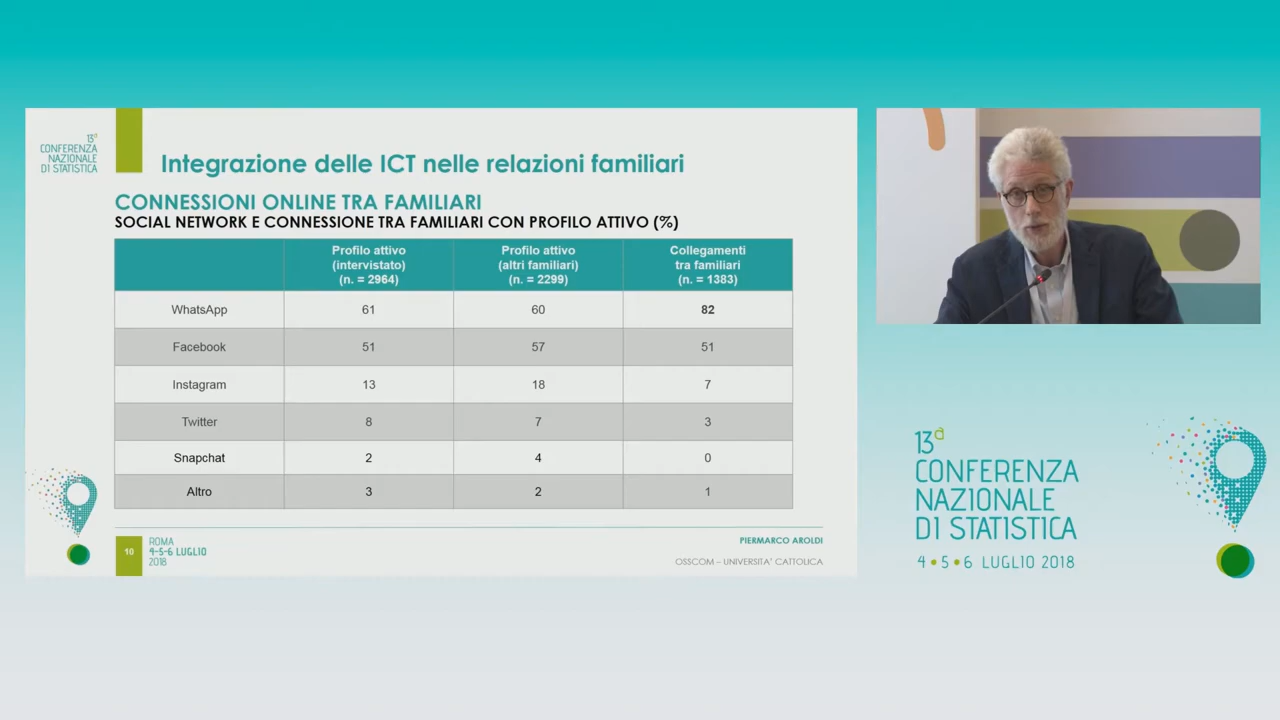 13ª
CONFERENZA
NAZIONALE
DI STATISTICA
Integrazione delle ICT nelle relazioni familiari
CONNESSIONI ONLINE TRA FAMILIARI
SOCIAL NETWORK E CONNESSIONE TRA FAMILIARI CON PROFILO ATTIVO (%)
Profilo attivo
(intervistato)
(n. = 2964)
Profilo attivo
(altri familiari)
(n. = 2299)
Collegamenti
tra familiari
(n. = 1383)
WhatsApp 61 60 82
Facebook 51 57 51
Instagram 13 18 7
Twitter 8 7 3
Snapchat 2 4 0
Altro 3 2 1
10
ROMA
4-5-6 LUGLIO
2018
PIERMARCO AROLDI
OSSCOM – UNIVERSITA' CATTOLICA
13ª
CONFERENZA
NAZIONALE
DI STATISTICA
4 • 5 • 6 LUGLIO 2018